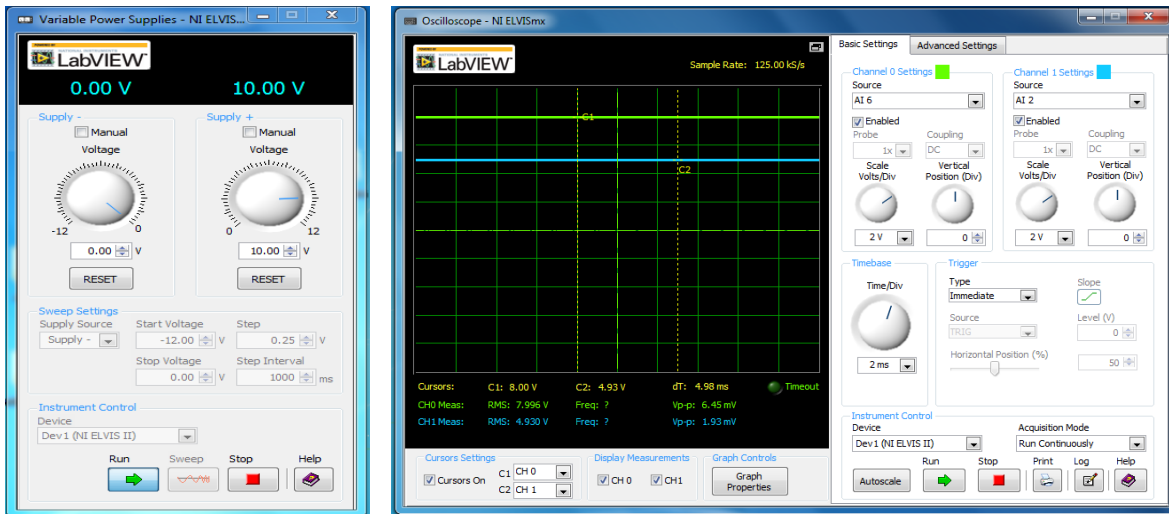 Variable Power Supplies - NI ELVIS...
LabVIEW
0.00 V 10.00 V
Supply - Supply +
Manual Manual
Voltage Voltage
-12 0 0 12
0.00 V 10.00 V
RESET RESET
Sweep Settings
Supply Source Start Voltage Step
Supply - -12.00 V 0.25 V
Stop Voltage Step Interval
0.00 V 1000 ms
Instrument Control
Device
Dev1 (NI ELVIS II)
Run Sweep Stop Help
Oscilloscope - NI ELVISmx
LabVIEW
Sample Rate: 125.00 kS/s
C1
C2
Cursors: C1: 8.00 V C2: 4.93 V dT: 4.98 ms Timeout
CH0 Meas: RMS: 7.996 V Freq: ? Vp-p: 6.45 mV
CH1 Meas: RMS: 4.930 V Freq: ? Vp-p: 1.93 mV
Cursors Settings
Cursors On
C1 CH 0
C2 CH 1
Display Measurements
CH 0 CH1
Graph Controls
Graph
Properties
Basic Settings Advanced Settings
Channel 0 Settings Channel 1 Settings
Source Source
AI 6 AI 2
Enabled Enabled
Probe Coupling Probe Coupling
1x DC 1x DC
Scale Vertical Scale Vertical
Volts/Div Position (Div) Volts/Div Position (Div)
2 V 0 2 V 0
Timebase
Time/Div
2 ms
Trigger
Type Slope
Immediate
Source Level (V)
TRIG 0
Horizontal Position (%)
50
Instrument Control
Device Acquisition Mode
Dev1 (NI ELVIS II) Run Continuously
Run Stop Print Log Help
Autoscale